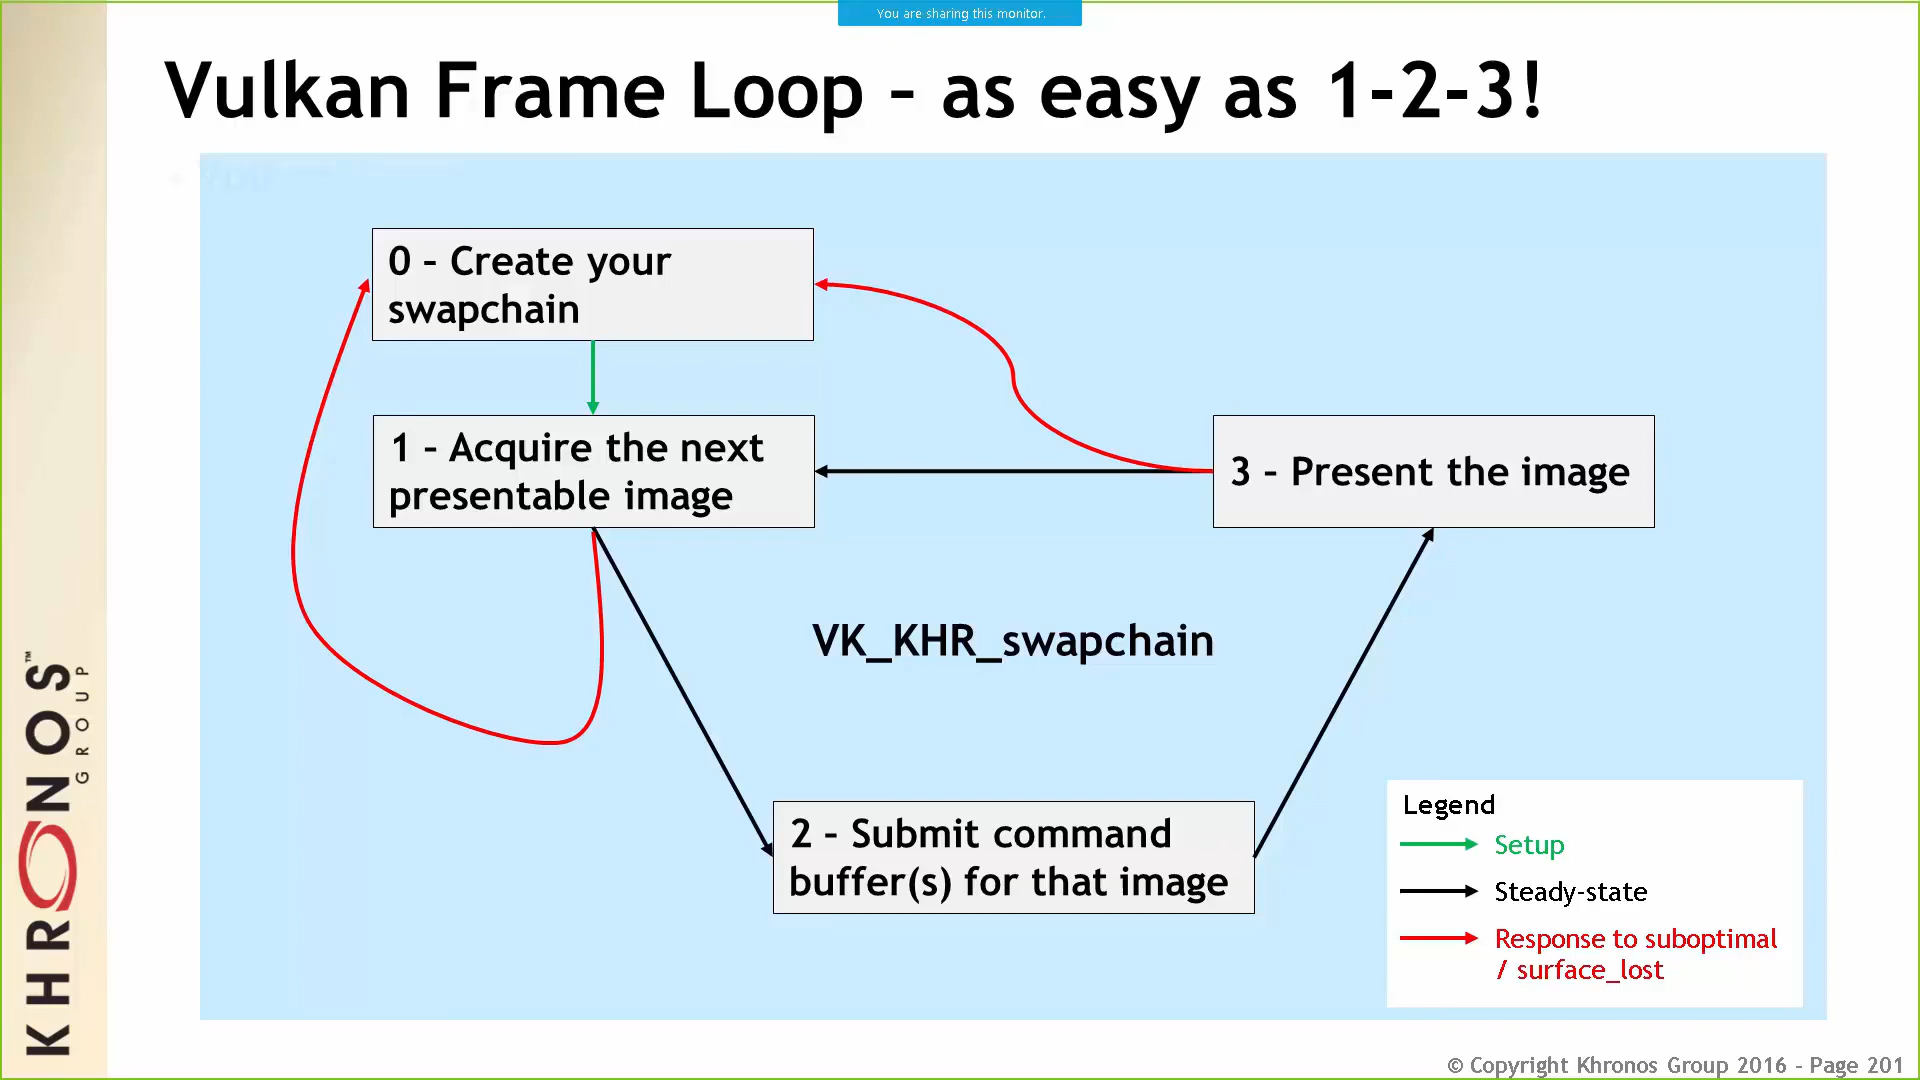 You are sharing this monitor.
Vulkan Frame Loop – as easy as 1-2-3!
0 – Create your
swapchain
1 – Acquire the next
presentable image
3 – Present the image
VK_KHR_swapchain
2 – Submit command
buffer(s) for that image
Legend
Setup
Steady-state
Response to suboptimal
/ surface_lost
KHRONOS™
GROUP
© Copyright Khronos Group 2016 - Page 201